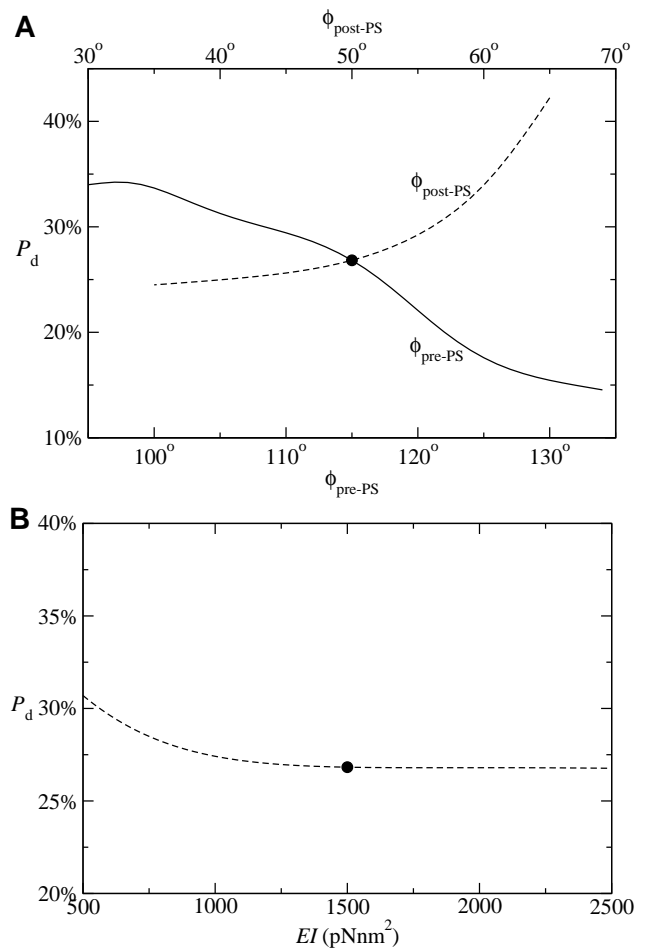 A
ϕpost-PS
30° 40° 50° 60° 70°
40%
ϕpost-PS
30%
Pd
20%
ϕpre-PS
10%
100° 110° 120° 130°
ϕpre-PS
B
40%
35%
Pd 30%
25%
20%
500 1000 1500 2000 2500
EI (pNnm²)